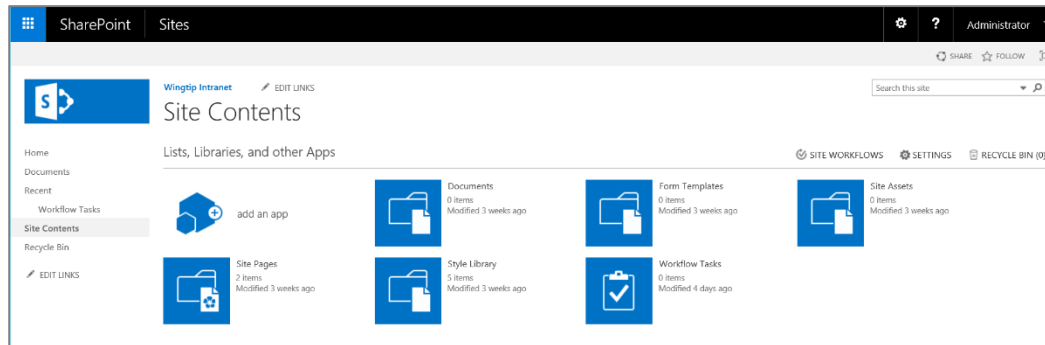 SharePoint
Sites
?
Administrator
SHARE
FOLLOW
S
Wingtip Intranet
EDIT LINKS
Search this site
Site Contents
Home
Documents
Recent
Workflow Tasks
Site Contents
Recycle Bin
EDIT LINKS
Lists, Libraries, and other Apps
SITE WORKFLOWS
SETTINGS
RECYCLE BIN (0)
add an app
Documents
0 items
Modified 3 weeks ago
Form Templates
0 items
Modified 3 weeks ago
Site Assets
0 items
Modified 3 weeks ago
Site Pages
2 items
Modified 3 weeks ago
Style Library
5 items
Modified 3 weeks ago
Workflow Tasks
0 items
Modified 4 days ago